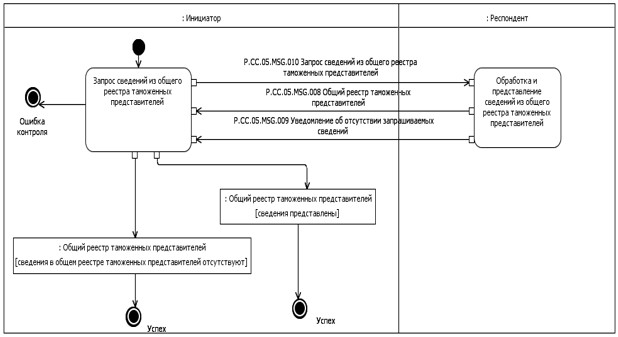 : Инициатор
: Респондент
P.CC.05.MSG.010 Запрос сведений из общего реестра
таможенных представителей
Запрос сведений из общего
реестра таможенных
представителей
Обработка и
представление
сведений из общего
реестра таможенных
представителей
P.CC.05.MSG.008 Общий реестр таможенных
представителей
P.CC.05.MSG.009 Уведомление об отсутствии запрашиваемых
сведений
Ошибка
контроля
: Общий реестр таможенных представителей
[сведения представлены]
: Общий реестр таможенных представителей
[сведения в общем реестре таможенных представителей отсутствуют]
Успех
Успех